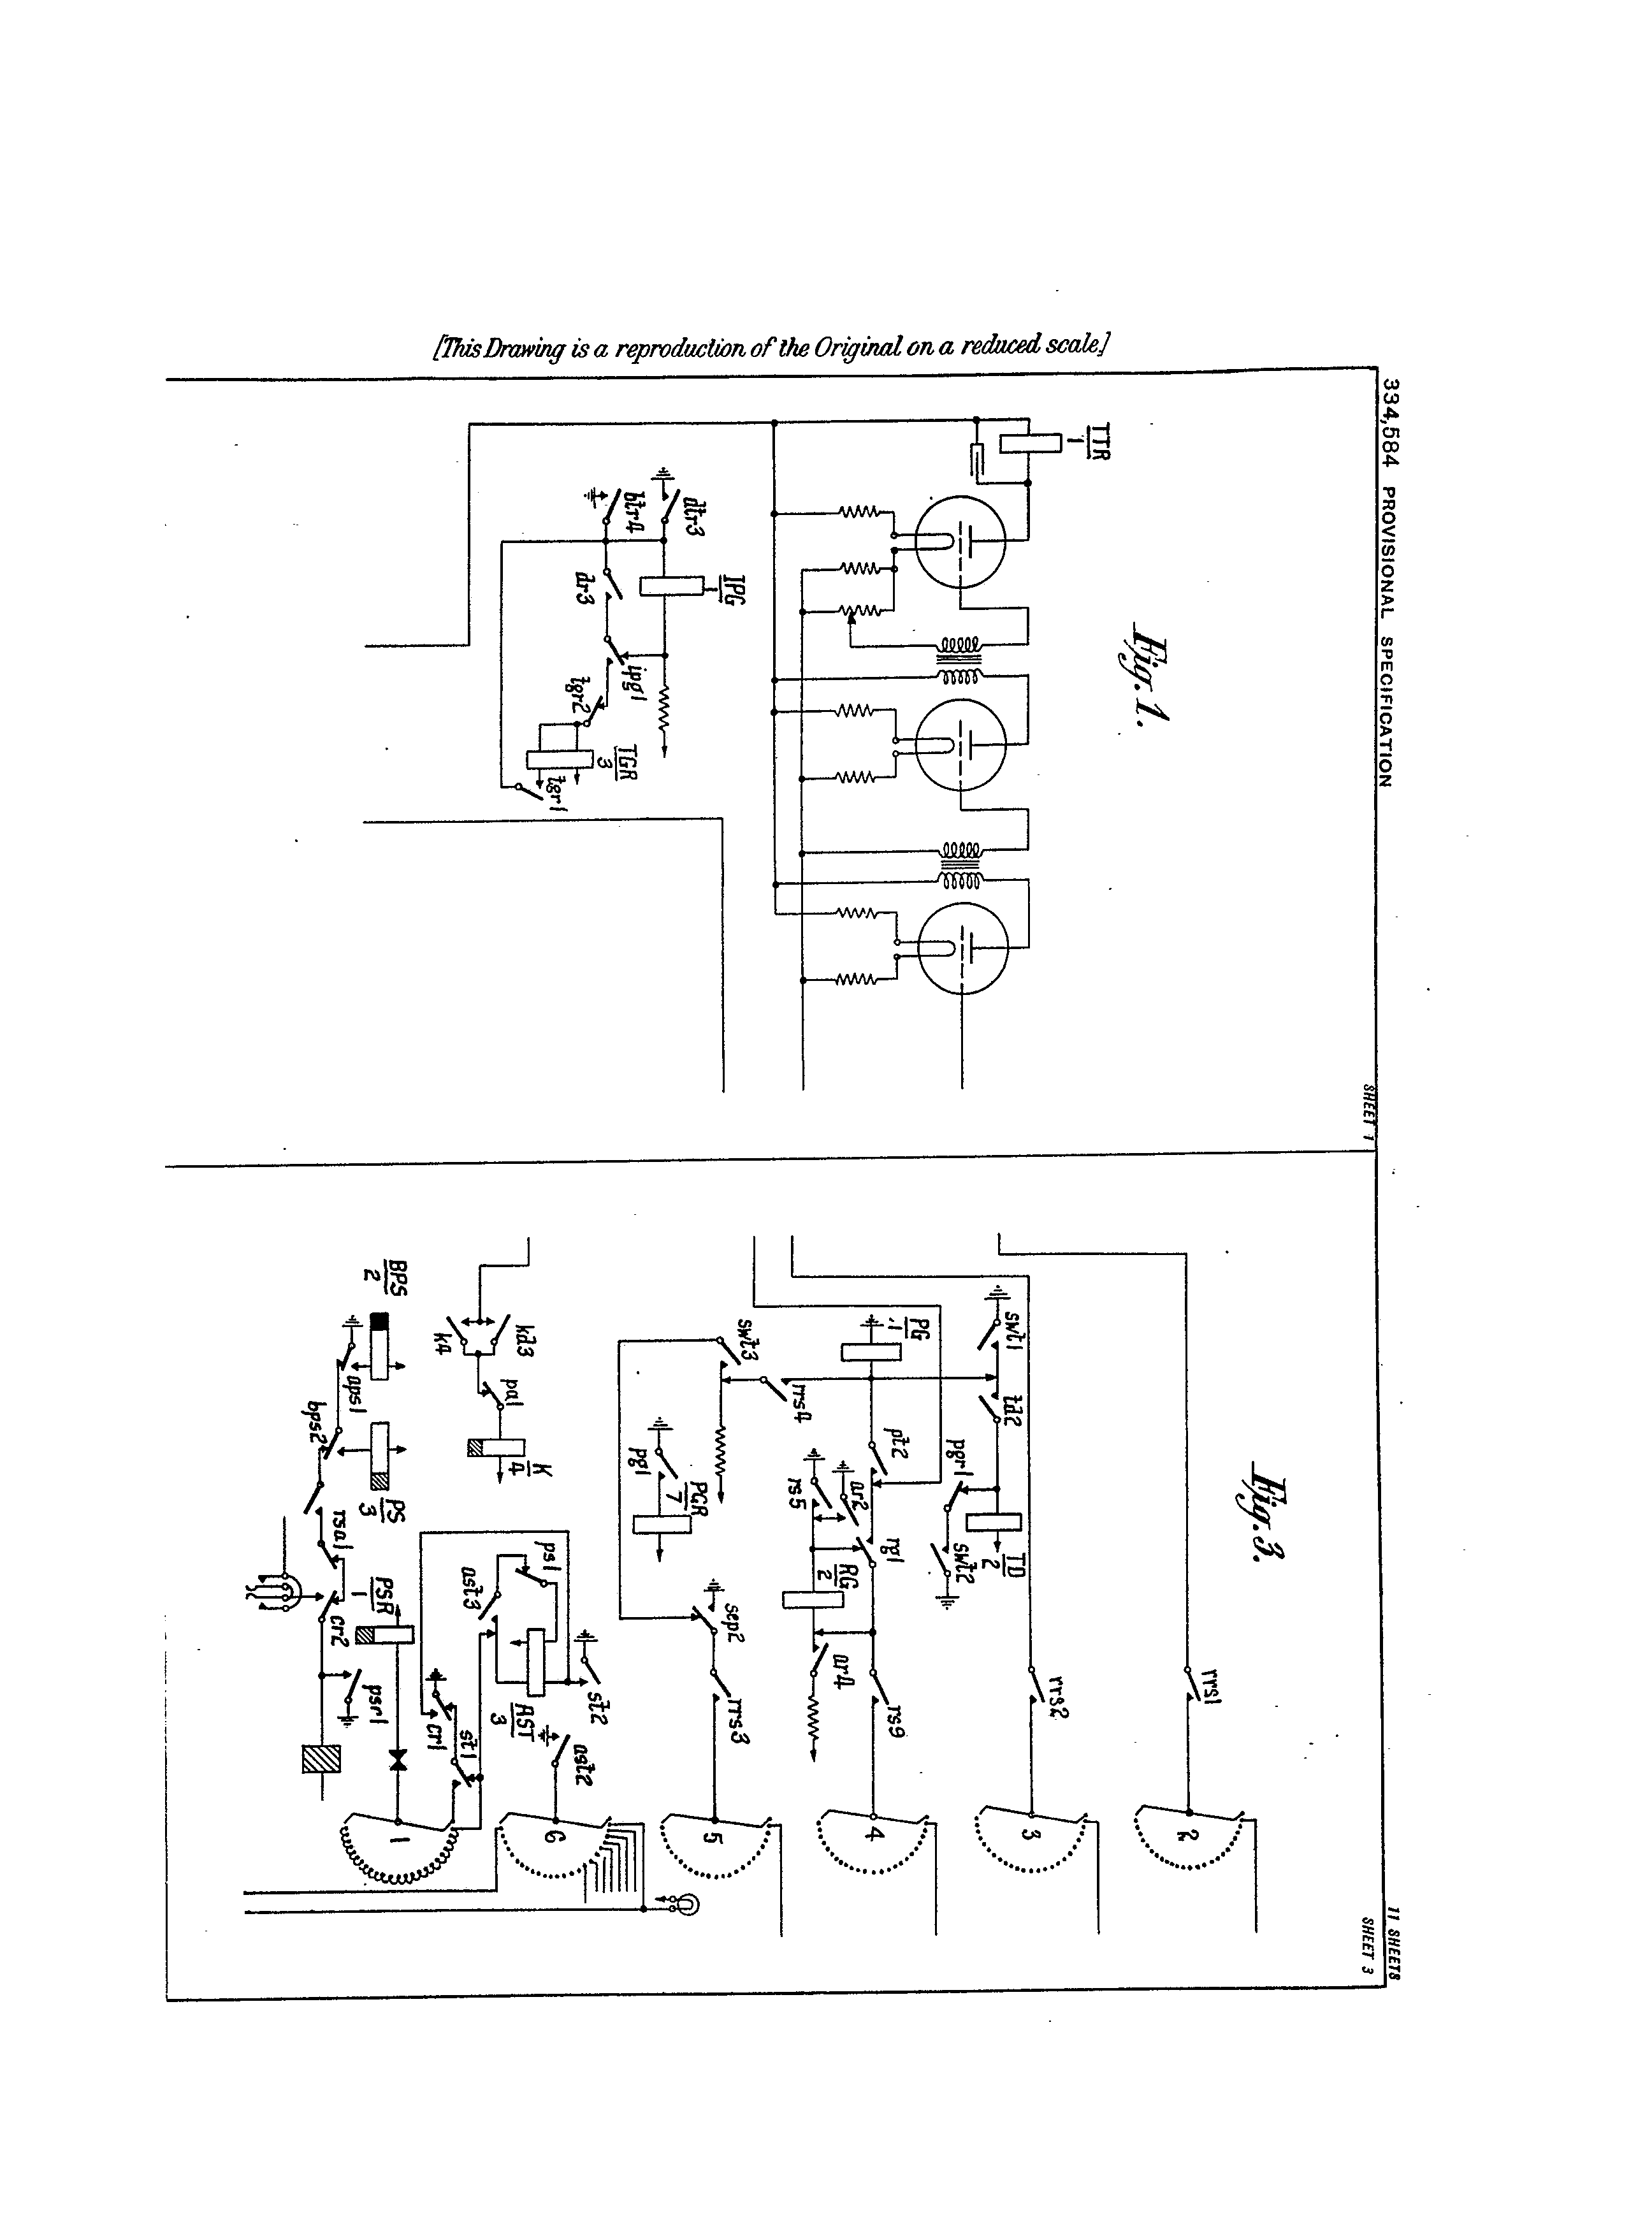 [This Drawing is a reproduction of the Original on a reduced scale]
334,584 PROVISIONAL SPECIFICATION
11 SHEETS
SHEET 1
SHEET 3
Fig. 1.
TTR
1
dtr3
btr4
IPG
1
dr3
ipg1
tgr2
TGR
3
tgr1
Fig. 3.
rrs1
2
rrs2
3
swt1
td2
pgr1
TD
2
swt2
PG
1
pt2
rg1
ar2
rs5
RG
2
ar4
rs9
4
swt3
rrs4
pg1
PGR
7
sep2
rrs3
5
kd3
k4
pa1
K
4
ps1
ast3
AST
3
st2
ast2
6
BPS
2
aps1
bps2
PS
3
rsa1
cr2
PSR
1
psr1
cr1
st1
1